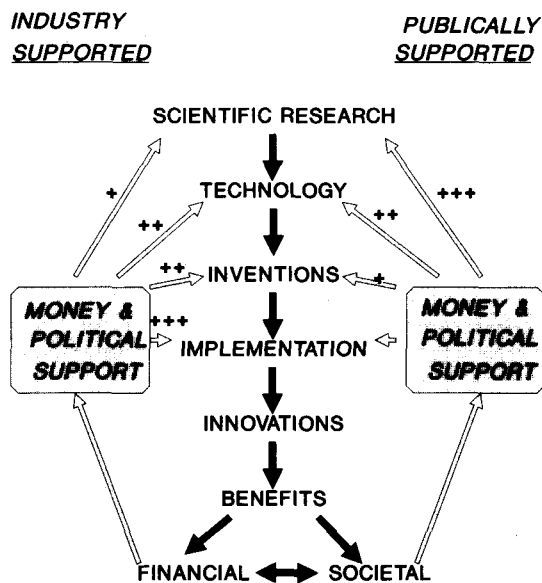 INDUSTRY
SUPPORTED
PUBLICALLY
SUPPORTED
SCIENTIFIC RESEARCH
+
+++
TECHNOLOGY
++
++
++
INVENTIONS
+
MONEY &
POLITICAL
SUPPORT
+++
IMPLEMENTATION
MONEY &
POLITICAL
SUPPORT
INNOVATIONS
BENEFITS
FINANCIAL
SOCIETAL